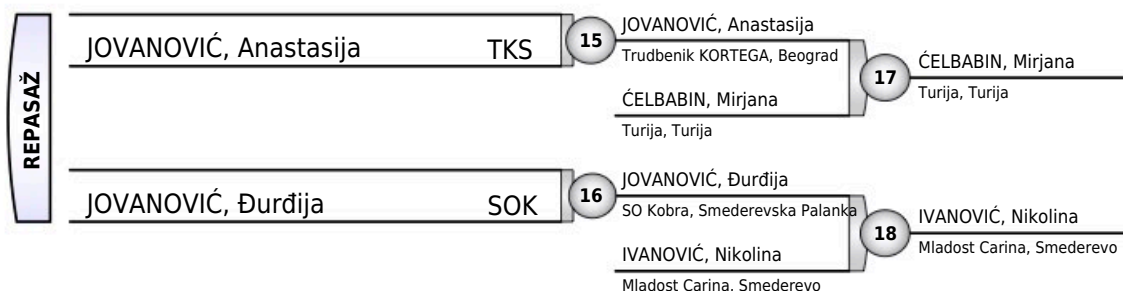 REPASAŽ
JOVANOVIĆ, Anastasija TKS
15
JOVANOVIĆ, Anastasija
Trudbenik KORTEGA, Beograd
ĆELBABIN, Mirjana
Turija, Turija
17
ĆELBABIN, Mirjana
Turija, Turija
JOVANOVIĆ, Đurđija SOK
16
JOVANOVIĆ, Đurđija
SO Kobra, Smederevska Palanka
IVANOVIĆ, Nikolina
Mladost Carina, Smederevo
18
IVANOVIĆ, Nikolina
Mladost Carina, Smederevo